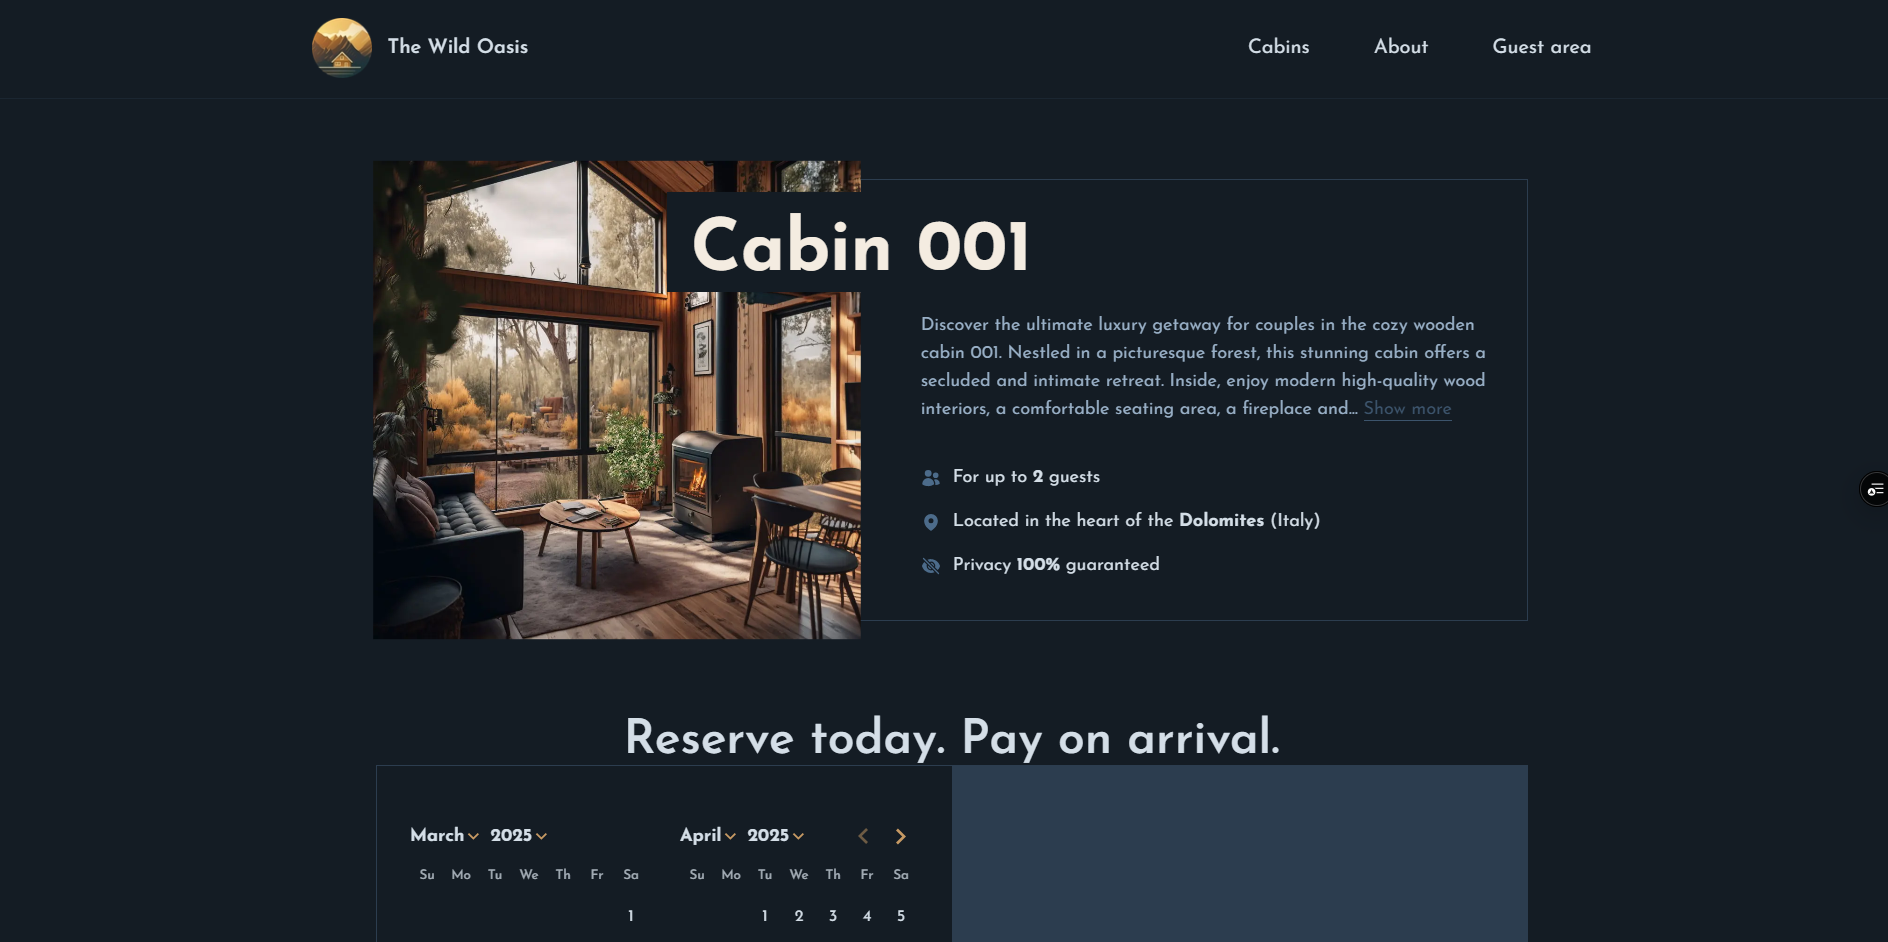 The Wild Oasis
Cabins
About
Guest area
Cabin 001
Discover the ultimate luxury getaway for couples in the cozy wooden
cabin 001. Nestled in a picturesque forest, this stunning cabin offers a
secluded and intimate retreat. Inside, enjoy modern high-quality wood
interiors, a comfortable seating area, a fireplace and... Show more
For up to 2 guests
Located in the heart of the Dolomites (Italy)
Privacy 100% guaranteed
Reserve today. Pay on arrival.
March 2025
Su Mo Tu We Th Fr Sa
1
April 2025
Su Mo Tu We Th Fr Sa
1 2 3 4 5